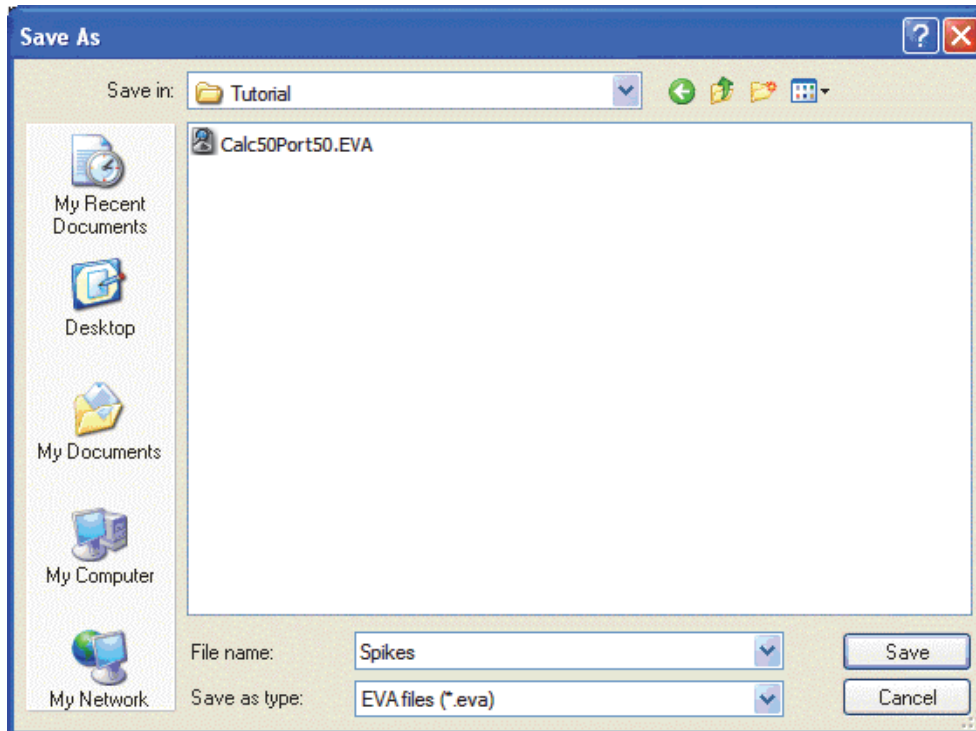 Save As
Save in:
Tutorial
Calc50Port50.EVA
My Recent
Documents
Desktop
My Documents
My Computer
My Network
File name:
Spikes
Save
Save as type:
EVA files (*.eva)
Cancel